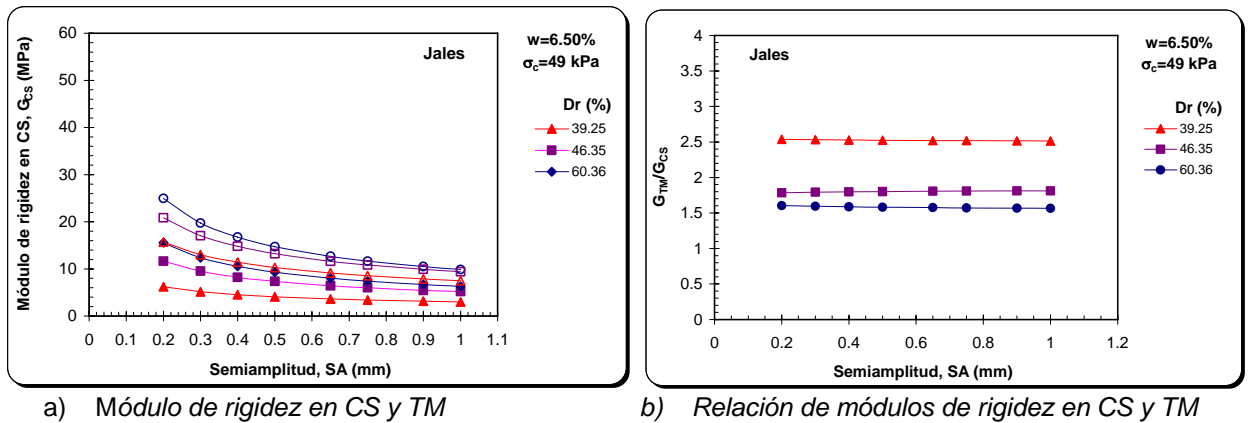 Módulo de rigidez en CS, G_CS (MPa)
60
50
40
30
20
10
0
0 0.1 0.2 0.3 0.4 0.5 0.6 0.7 0.8 0.9 1 1.1
Semiamplitud, SA (mm)
Jales
w=6.50%
σc=49 kPa
Dr (%)
39.25
46.35
60.36
a) Módulo de rigidez en CS y TM
G_TM/G_CS
4
3.5
3
2.5
2
1.5
1
0.5
0
0 0.2 0.4 0.6 0.8 1 1.2
Semiamplitud, SA (mm)
Jales
w=6.50%
σc=49 kPa
Dr (%)
39.25
46.35
60.36
b) Relación de módulos de rigidez en CS y TM